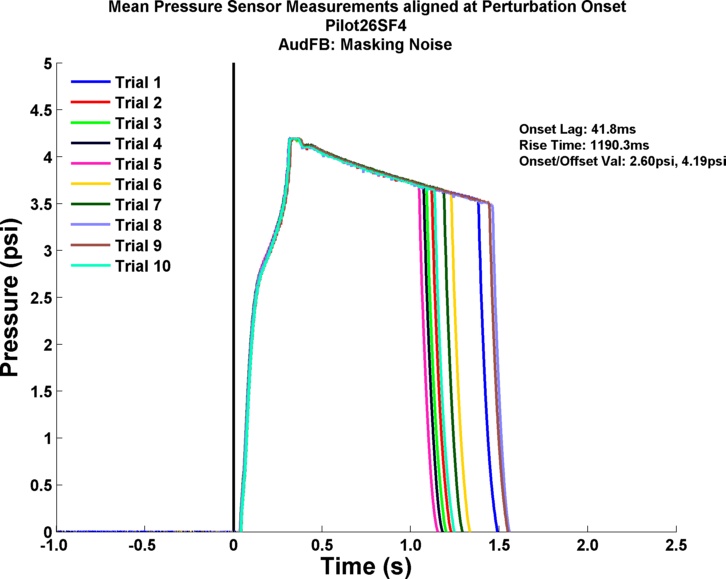 Mean Pressure Sensor Measurements aligned at Perturbation Onset
Pilot26SF4
AudFB: Masking Noise
Pressure (psi)
5
4.5
4
3.5
3
2.5
2
1.5
1
0.5
0
Trial 1
Trial 2
Trial 3
Trial 4
Trial 5
Trial 6
Trial 7
Trial 8
Trial 9
Trial 10
Onset Lag: 41.8ms
Rise Time: 1190.3ms
Onset/Offset Val: 2.60psi, 4.19psi
-1.0 -0.5 0 0.5 1.0 1.5 2.0 2.5
Time (s)